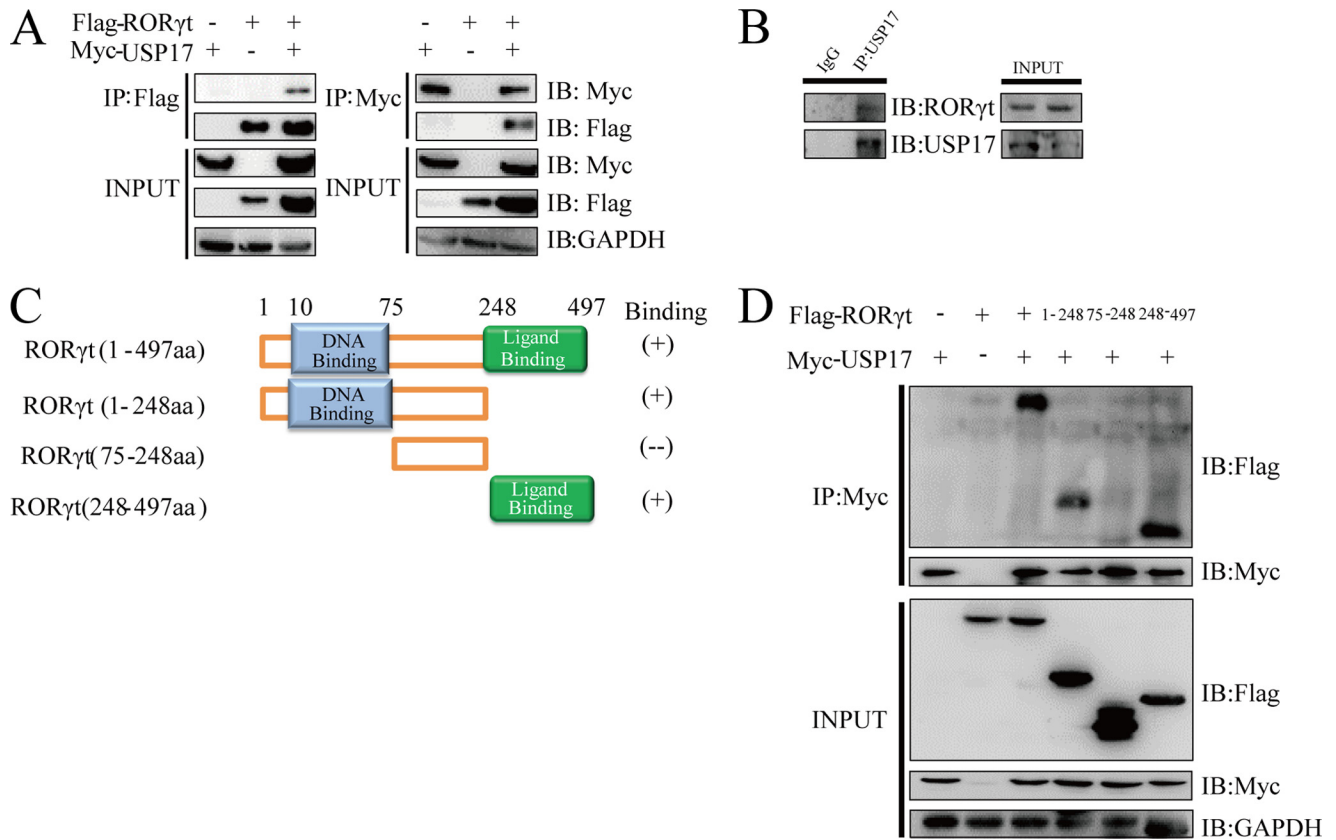 A
Flag-RORγt - + + - + +
Myc-USP17 + - + + - +
IP:Flag
IP:Myc
IB: Myc
IB: Flag
INPUT
INPUT
IB: Myc
IB: Flag
IB:GAPDH
B
IgG
IP:USP17
INPUT
IB:RORγt
IB:USP17
C
1 10 75 248 497 Binding
RORγt (1-497aa) DNA Binding Ligand Binding (+)
RORγt (1-248aa) DNA Binding (+)
RORγt(75-248aa) (--)
RORγt(248-497aa) Ligand Binding (+)
D
Flag-RORγt - + + 1-248 75-248 248-497
Myc-USP17 + - + + + +
IP:Myc
IB:Flag
IB:Myc
INPUT
IB:Flag
IB:Myc
IB:GAPDH